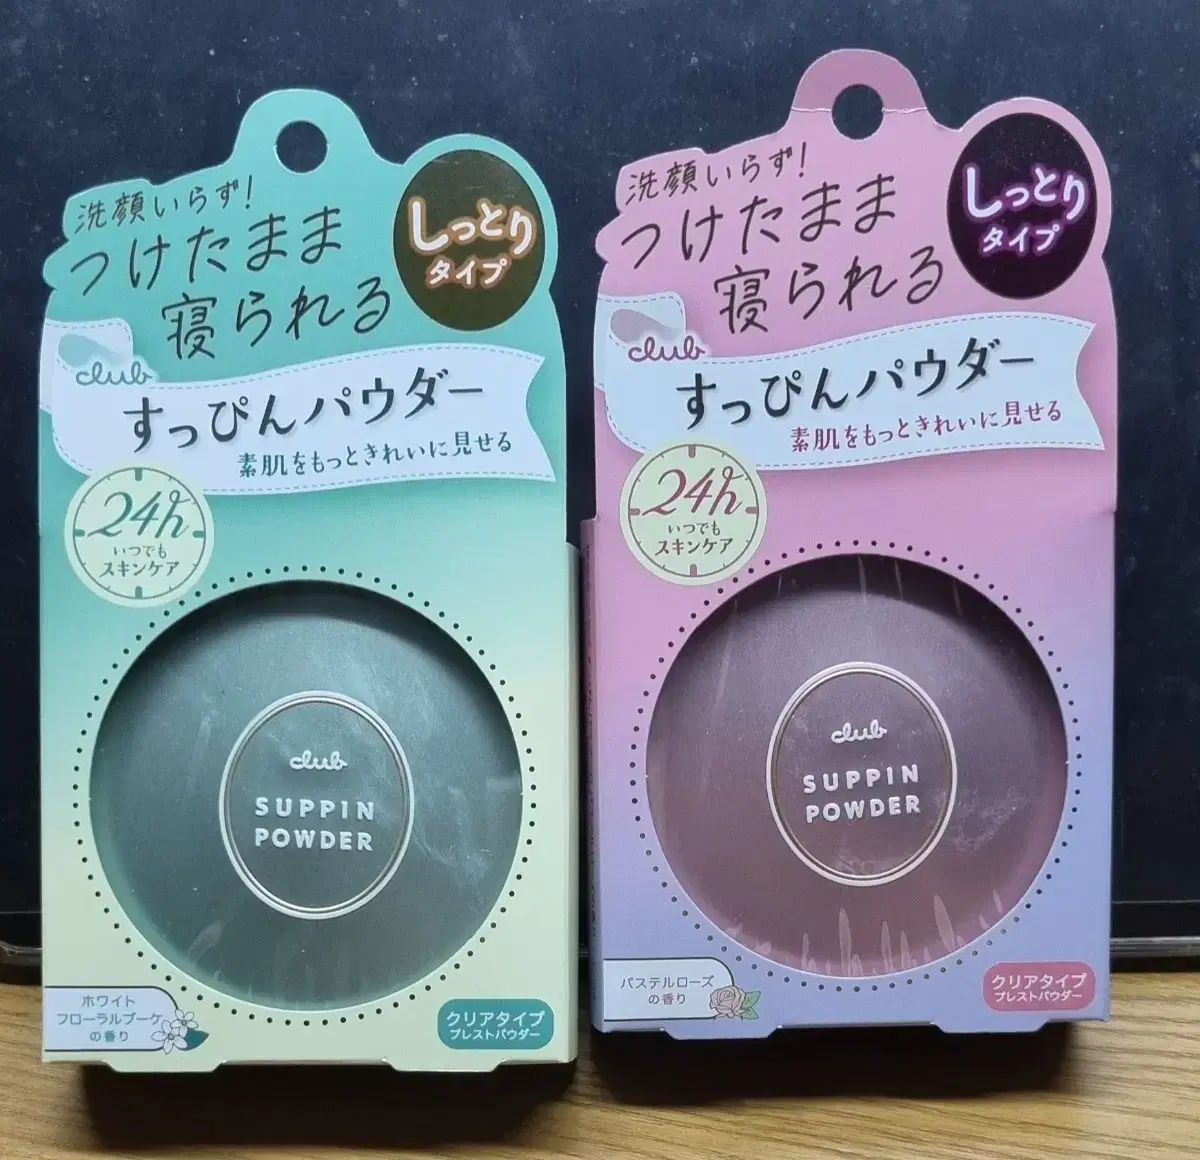 洗顔いらず!
つけたまま
寝られる
しっとり
タイプ
club
すっぴんパウダー
素肌をもっときれいに見せる
24h
いつでも
スキンケア
club
SUPPIN
POWDER
ホワイト
フローラルブーケ
の香り
クリアタイプ
プレストパウダー
洗顔いらず!
つけたまま
寝られる
しっとり
タイプ
club
すっぴんパウダー
素肌をもっときれいに見せる
24h
いつでも
スキンケア
club
SUPPIN
POWDER
パステルローズ
の香り
クリアタイプ
プレストパウダー